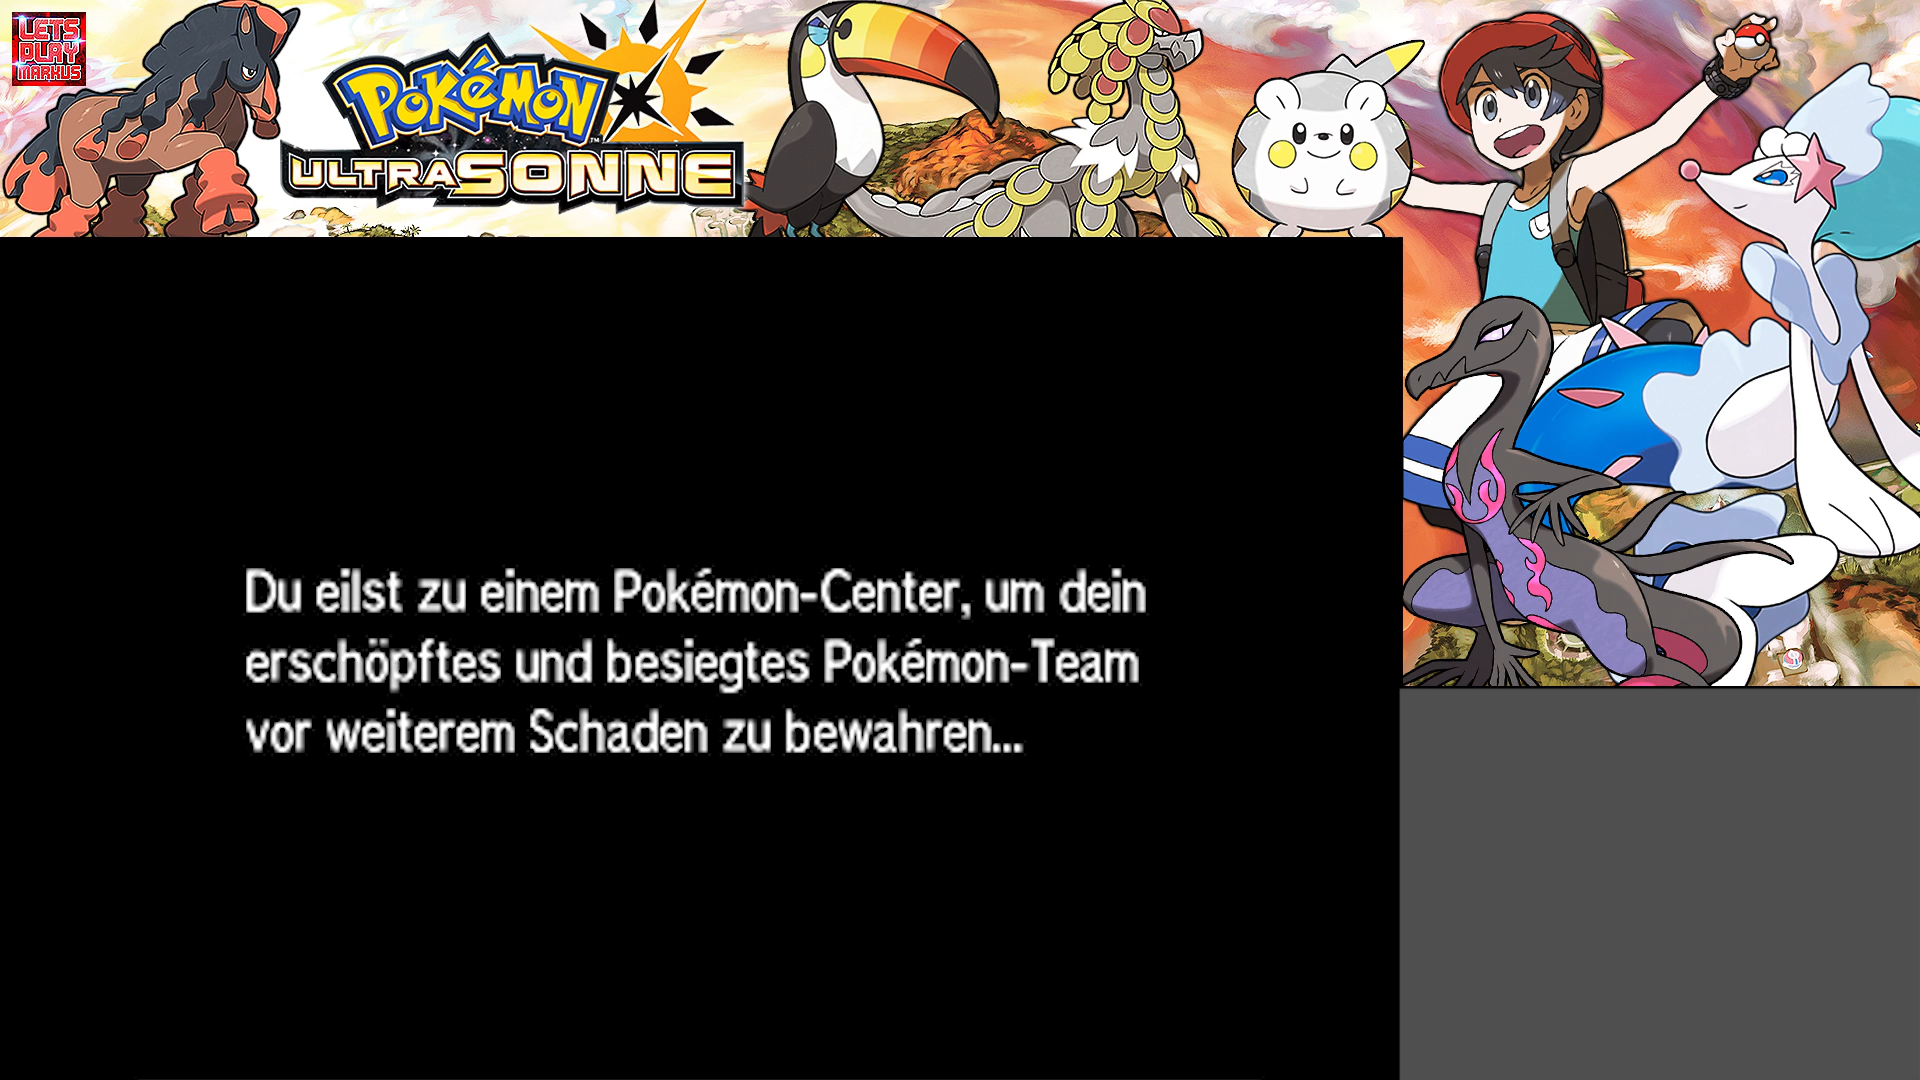 LETS
PLAY
MARKUS
POKÉMON™
ULTRASONNE
Du eilst zu einem Pokémon-Center, um dein
erschöpftes und besiegtes Pokémon-Team
vor weiterem Schaden zu bewahren...